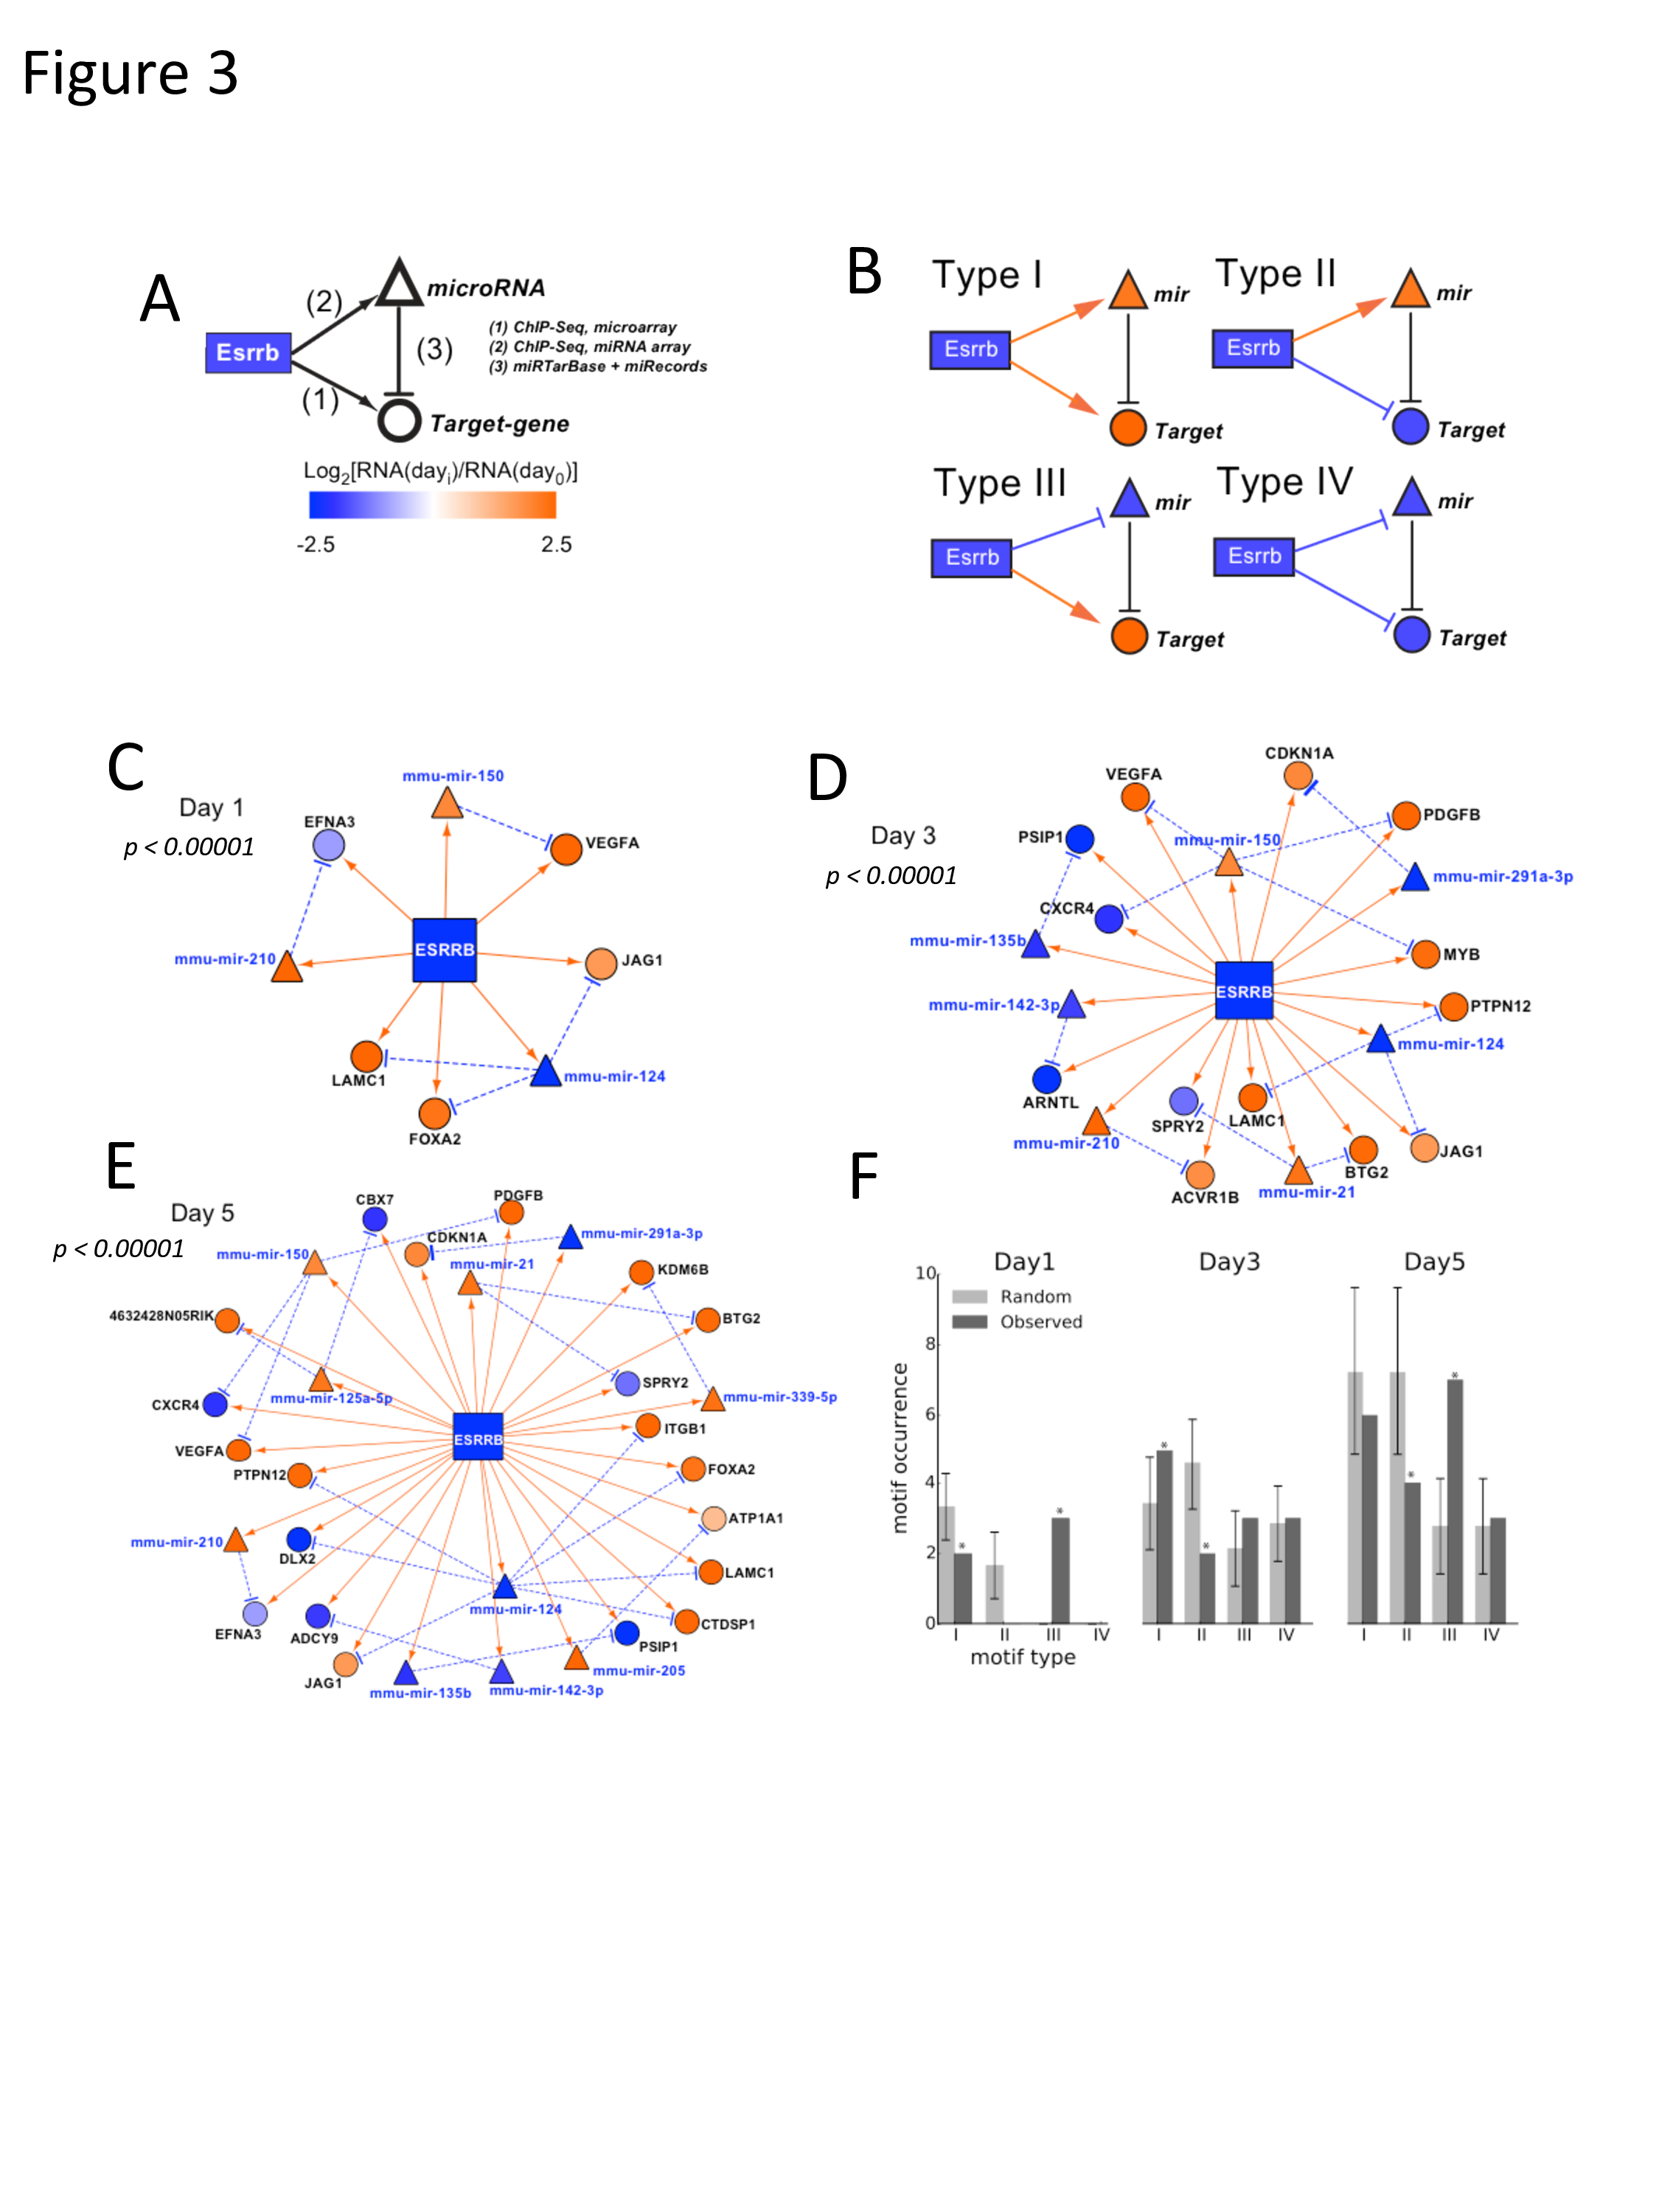 Figure 3
A
Esrrb
(2)
microRNA
(1) ChIP-Seq, microarray
(2) ChIP-Seq, miRNA array
(3) miRTarBase + miRecords
(3)
(1)
Target-gene
Log2[RNA(dayi)/RNA(day0)]
-2.5
2.5
B
Type I
mir
Esrrb
Target
Type II
mir
Esrrb
Target
Type III
mir
Esrrb
Target
Type IV
mir
Esrrb
Target
C
Day 1
p < 0.00001
mmu-mir-150
EFNA3
VEGFA
ESRRB
mmu-mir-210
JAG1
LAMC1
mmu-mir-124
FOXA2
D
Day 3
p < 0.00001
CDKN1A
VEGFA
PDGFB
PSIP1
mmu-mir-150
mmu-mir-291a-3p
CXCR4
mmu-mir-135b
MYB
ESRRB
mmu-mir-142-3p
PTPN12
mmu-mir-124
ARNTL
SPRY2
LAMC1
mmu-mir-210
JAG1
BTG2
ACVR1B
mmu-mir-21
E
Day 5
p < 0.00001
CBX7
PDGFB
CDKN1A
mmu-mir-291a-3p
mmu-mir-150
mmu-mir-21
KDM6B
4632428N05RIK
BTG2
SPRY2
mmu-mir-125a-5p
mmu-mir-339-5p
CXCR4
ITGB1
ESRRB
VEGFA
PTPN12
FOXA2
ATP1A1
mmu-mir-210
DLX2
LAMC1
mmu-mir-124
EFNA3
ADCY9
CTDSP1
PSIP1
JAG1
mmu-mir-205
mmu-mir-135b
mmu-mir-142-3p
F
Day1
Day3
Day5
Random
Observed
motif occurrence
10
8
6
4
2
0
*
*
*
*
*
*
I II III IV
I II III IV
I II III IV
motif type